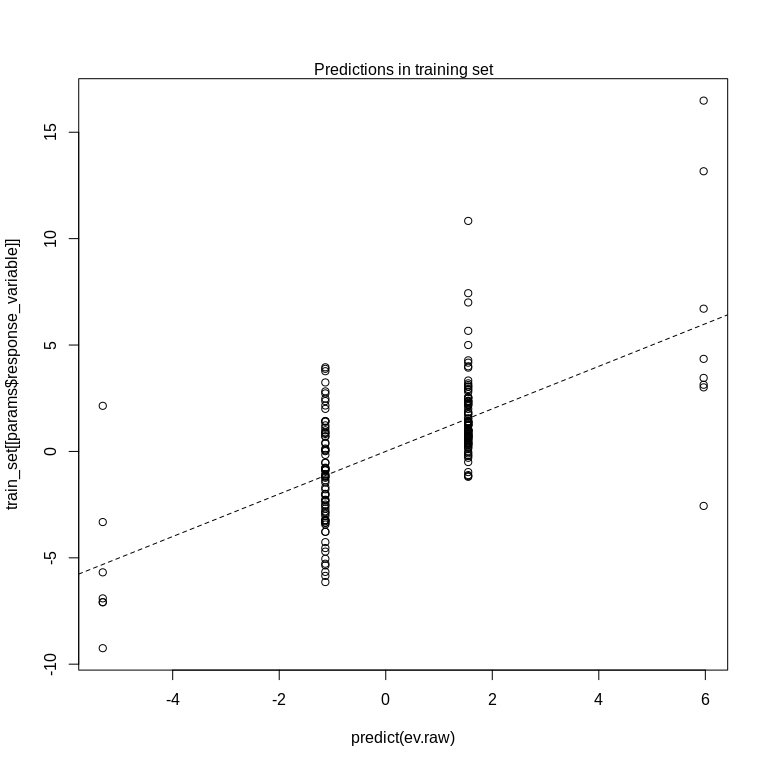 Predictions in training set
train_set[[params$response_variable]]
15
10
5
0
-5
-10
-4 -2 0 2 4 6
predict(ev.raw)